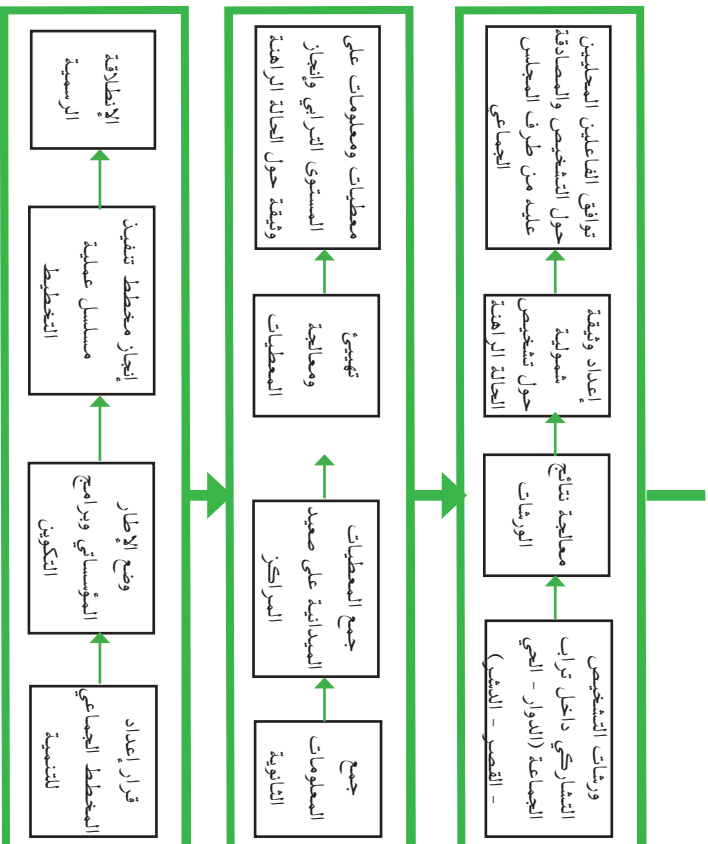 قرار إعداد
المخطط الجماعي
للتنمية
وضع الإطار
المؤسساتي وبرامج
التكوين
إنجاز مخطط تنفيذ
مسلسل عملية
التخطيط
الإنطلاقة
الرسمية
جمع
المعلومات
الثانوية
جمع المعطيات
الميدانية على صعيد
المراكز
تهييئ
ومعالجة
المعطيات
معطيات ومعلومات على
المستوى الترابي وإنجاز
وثيقة حول الحالة الراهنة
ورشات التشخيص
التشاركي داخل تراب
الجماعة (الدوار - الحي
- القصر - الدشر)
معالجة نتائج
الورشات
إعداد وثيقة
شمولية
حول تشخيص
الحالة الراهنة
توافق الفاعلين المحليين
حول التشخيص والمصادقة
عليه من طرف المجلس
الجماعي